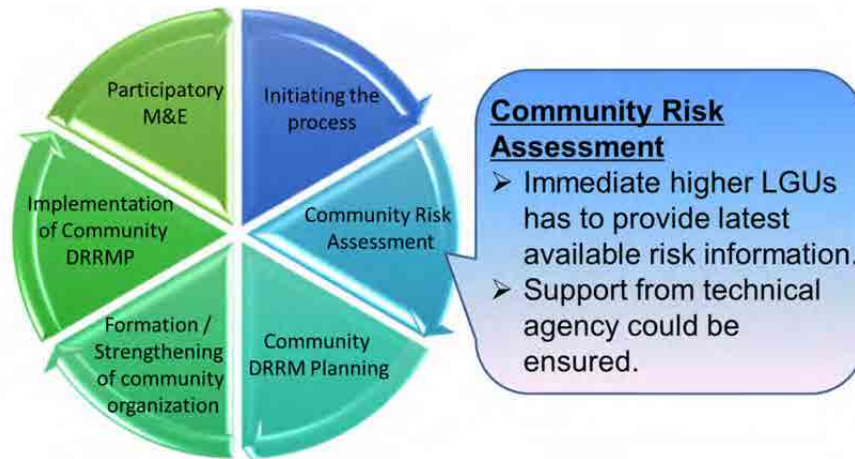 Participatory
M&E
Initiating the
process
Community Risk
Assessment
Community
DRRM Planning
Formation /
Strengthening
of community
organization
Implementation
of Community
DRRMP
Community Risk
Assessment
➢ Immediate higher LGUs
has to provide latest
available risk information.
➢ Support from technical
agency could be
ensured.